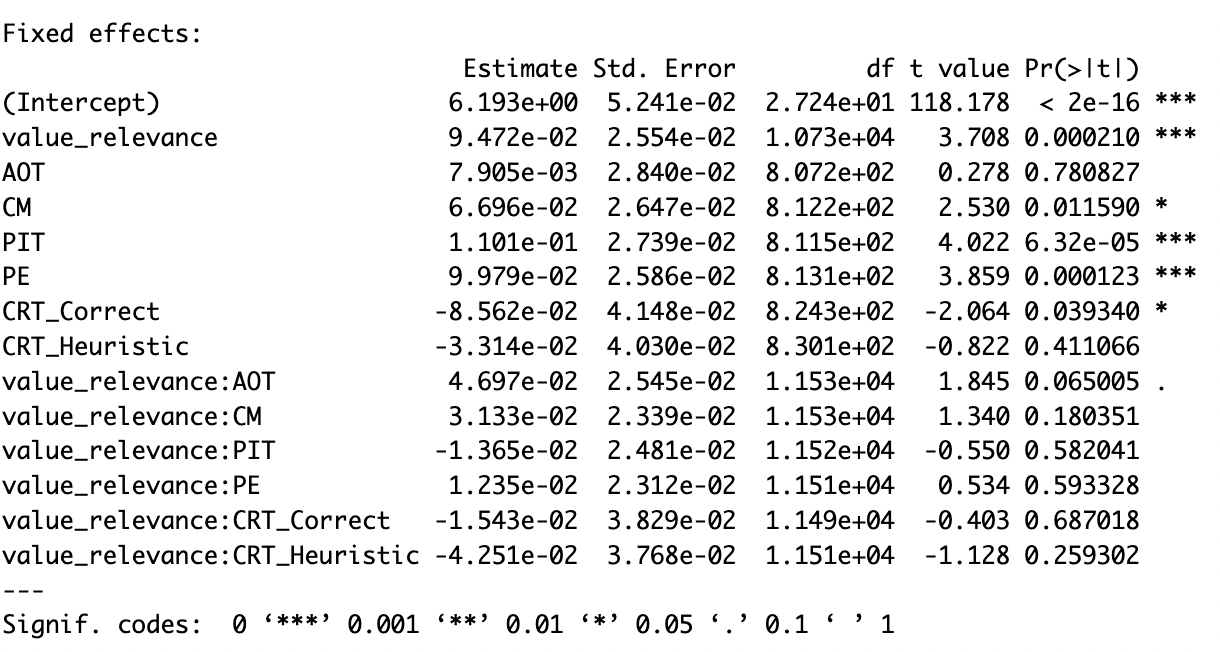 Fixed effects:
                               Estimate Std. Error         df t value Pr(>|t|)
(Intercept)                   6.193e+00  5.241e-02  2.724e+01 118.178  < 2e-16 ***
value_relevance               9.472e-02  2.554e-02  1.073e+04   3.708 0.000210 ***
AOT                           7.905e-03  2.840e-02  8.072e+02   0.278 0.780827
CM                            6.696e-02  2.647e-02  8.122e+02   2.530 0.011590 *
PIT                           1.101e-01  2.739e-02  8.115e+02   4.022 6.32e-05 ***
PE                            9.979e-02  2.586e-02  8.131e+02   3.859 0.000123 ***
CRT_Correct                  -8.562e-02  4.148e-02  8.243e+02  -2.064 0.039340 *
CRT_Heuristic                -3.314e-02  4.030e-02  8.301e+02  -0.822 0.411066
value_relevance:AOT           4.697e-02  2.545e-02  1.153e+04   1.845 0.065005 .
value_relevance:CM            3.133e-02  2.339e-02  1.153e+04   1.340 0.180351
value_relevance:PIT          -1.365e-02  2.481e-02  1.152e+04  -0.550 0.582041
value_relevance:PE            1.235e-02  2.312e-02  1.151e+04   0.534 0.593328
value_relevance:CRT_Correct  -1.543e-02  3.829e-02  1.149e+04  -0.403 0.687018
value_relevance:CRT_Heuristic -4.251e-02  3.768e-02  1.151e+04  -1.128 0.259302
---
Signif. codes:  0 ‘***’ 0.001 ‘**’ 0.01 ‘*’ 0.05 ‘.’ 0.1 ‘ ’ 1